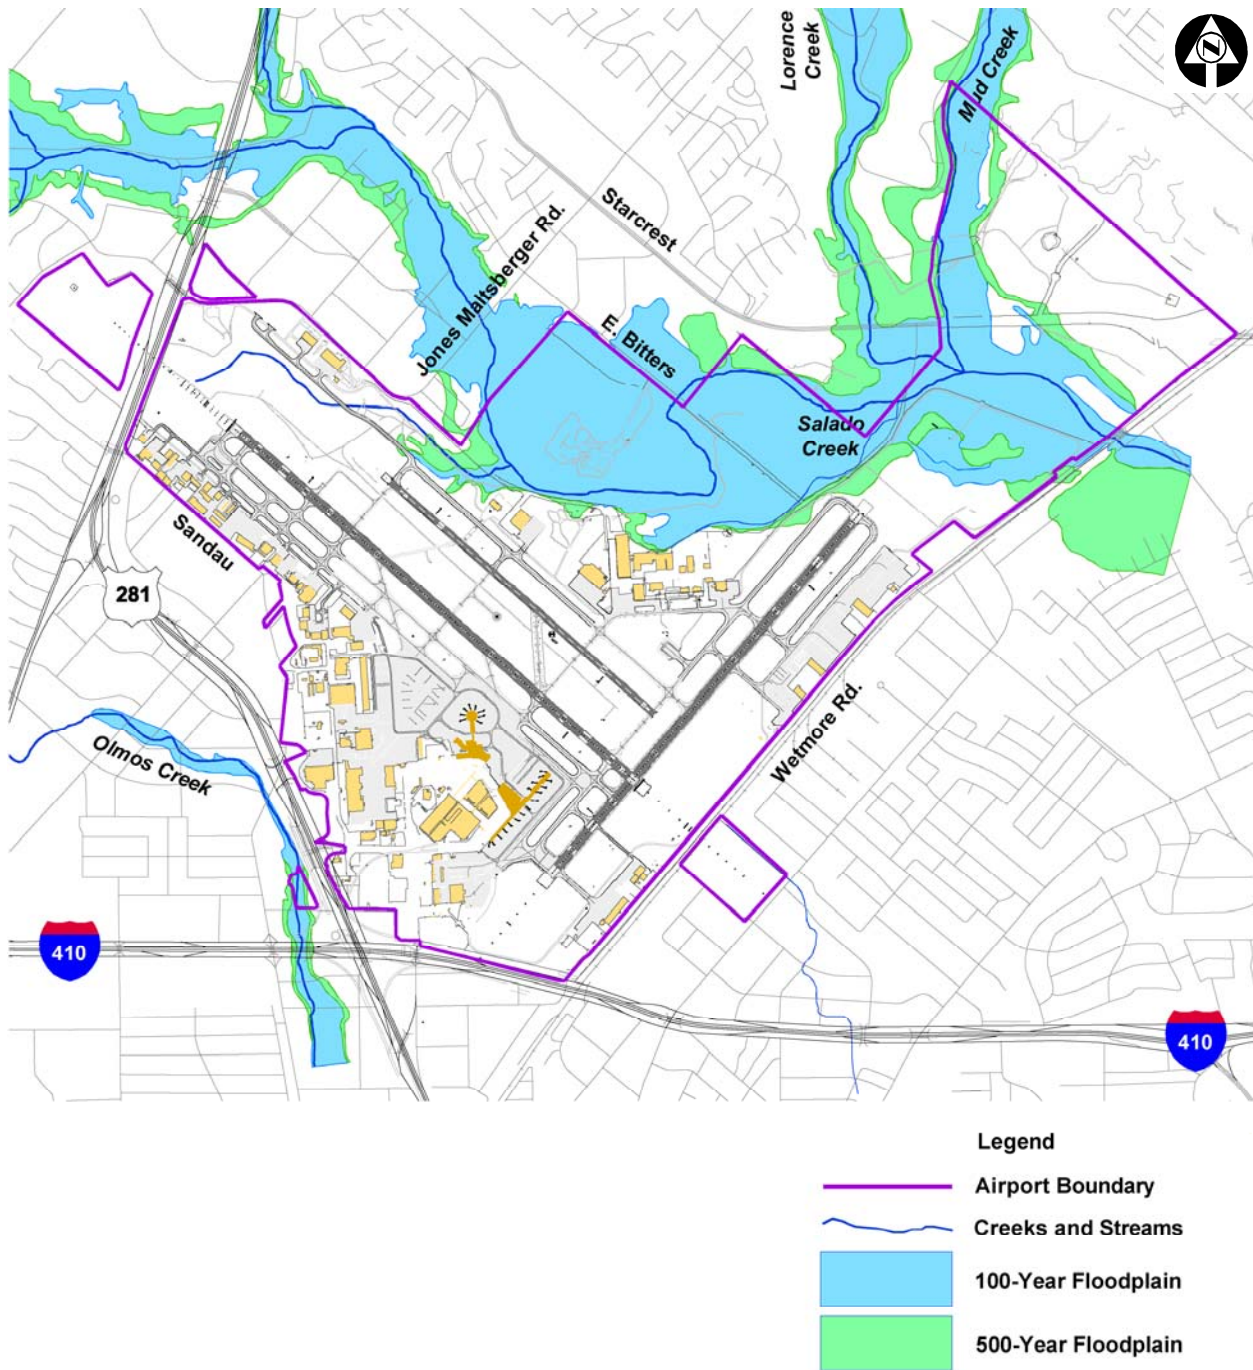 N
Lorence
Creek
Mud Creek
Starcrest
Jones Maltsberger Rd.
E. Bitters
Salado
Creek
Sandau
281
Wetmore Rd.
Olmos Creek
410
410
Legend
Airport Boundary
Creeks and Streams
100-Year Floodplain
500-Year Floodplain